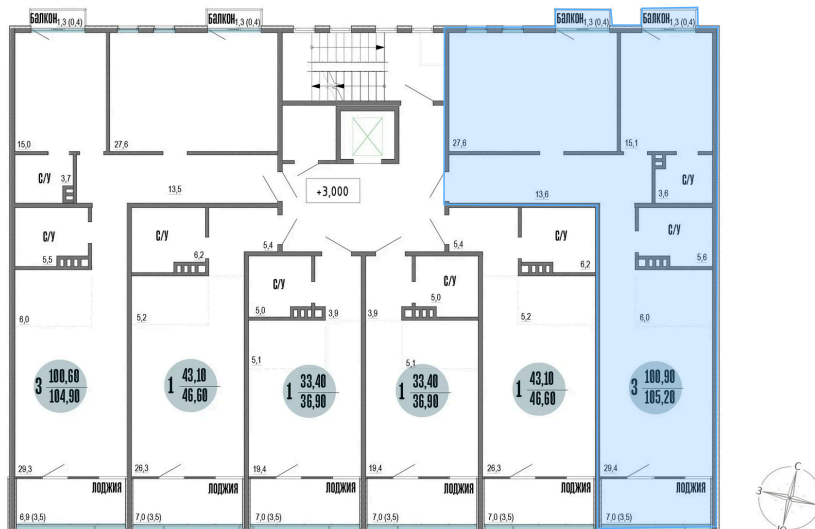 БАЛКОН 1,3 (0,4)
БАЛКОН 1,3 (0,4)
БАЛКОН 1,3 (0,4)
БАЛКОН 1,3 (0,4)
15,0
27,6
27,6
15,1
С/У
3,7
13,5
+3,000
13,6
3,6
С/У
С/У
5,5
С/У
6,2
5,4
5,4
С/У
6,2
С/У
5,6
С/У
5,0
3,9
3,9
С/У
5,0
6,0
5,2
5,1
5,1
5,2
6,0
3 100,60
104,90
1 43,10
46,60
1 33,40
36,90
1 33,40
36,90
1 43,10
46,60
3 100,90
105,20
29,3
26,3
19,4
19,4
26,3
29,4
ЛОДЖИЯ
ЛОДЖИЯ
ЛОДЖИЯ
ЛОДЖИЯ
ЛОДЖИЯ
ЛОДЖИЯ
6,9 (3,5)
7,0 (3,5)
7,0 (3,5)
7,0 (3,5)
7,0 (3,5)
7,0 (3,5)
С
З
Ю